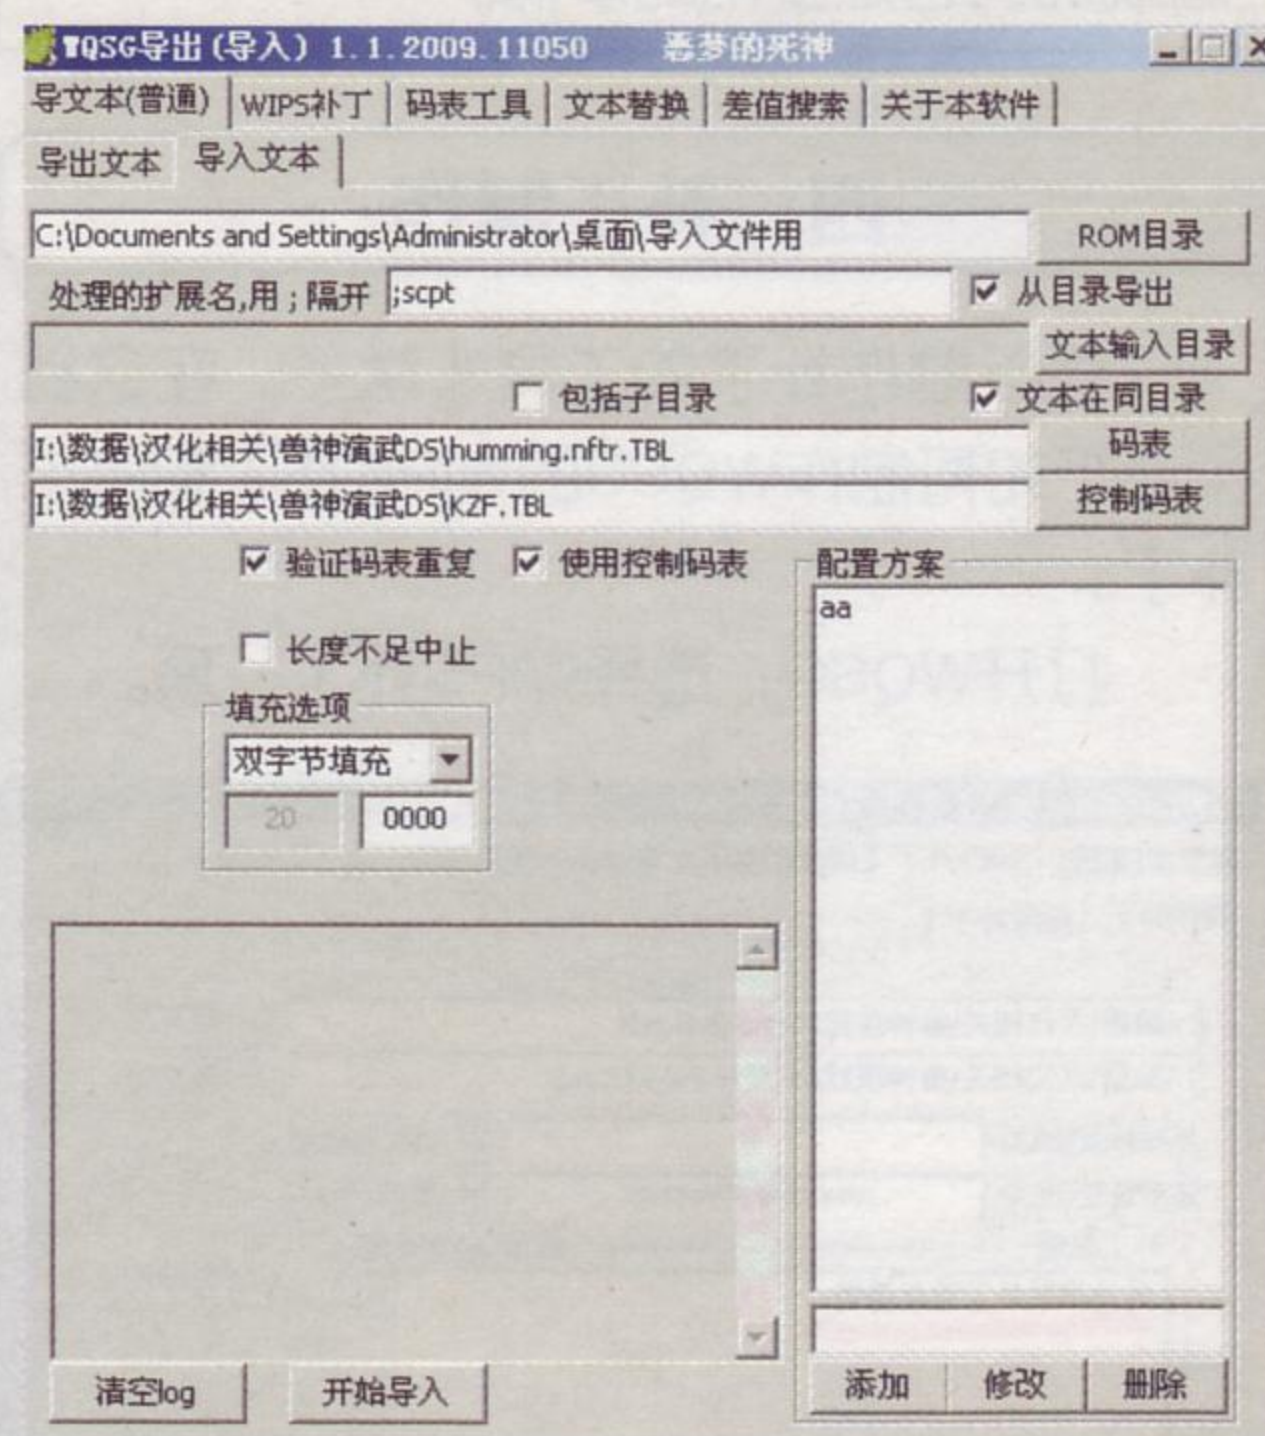 WQSG导出(导入) 1.1.2009.11050 恶梦的死神
导文本(普通) WIPS补丁 码表工具 文本替换 差值搜索 关于本软件
导出文本 导入文本
C:\Documents and Settings\Administrator\桌面\导入文件用 ROM目录
处理的扩展名,用;隔开 ;scpt 从目录导出
文本输入目录
包括子目录 文本在同目录
I:\数据\汉化相关\兽神演武DS\humming.nftr.TBL 码表
I:\数据\汉化相关\兽神演武DS\KZF.TBL 控制码表
验证码表重复 使用控制码表 配置方案
aa
长度不足中止
填充选项
双字节填充
20 0000
清空log 开始导入 添加 修改 删除